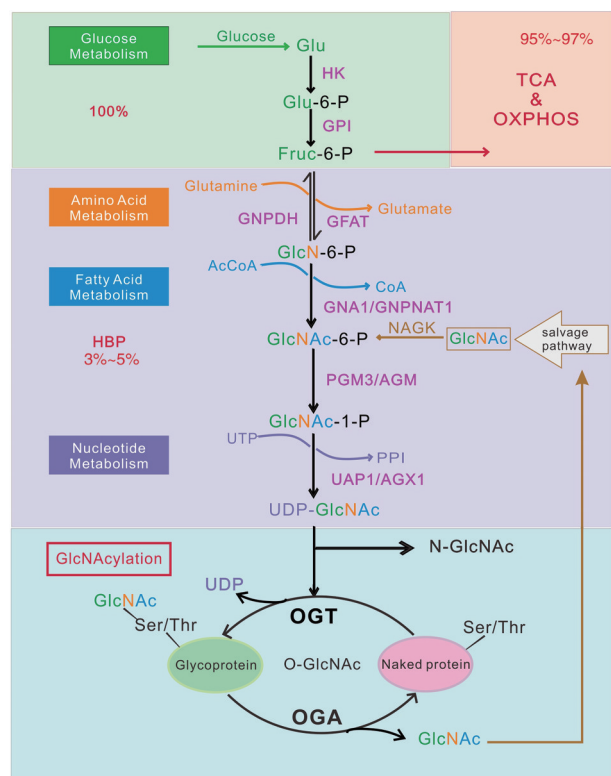 Glucose
Metabolism
Glucose
Glu
95%~97%
HK
TCA
&
OXPHOS
100%
Glu-6-P
GPI
Fruc-6-P
Amino Acid
Metabolism
Glutamine
Glutamate
GNPDH
GFAT
GlcN-6-P
Fatty Acid
Metabolism
AcCoA
CoA
GNA1/GNPNAT1
HBP
3%~5%
GlcNAc-6-P
NAGK
GlcNAc
salvage
pathway
PGM3/AGM
GlcNAc-1-P
Nucleotide
Metabolism
UTP
PPI
UAP1/AGX1
UDP-GlcNAc
GlcNAcylation
N-GlcNAc
UDP
GlcNAc
OGT
Ser/Thr
Ser/Thr
Glycoprotein
O-GlcNAc
Naked protein
OGA
GlcNAc